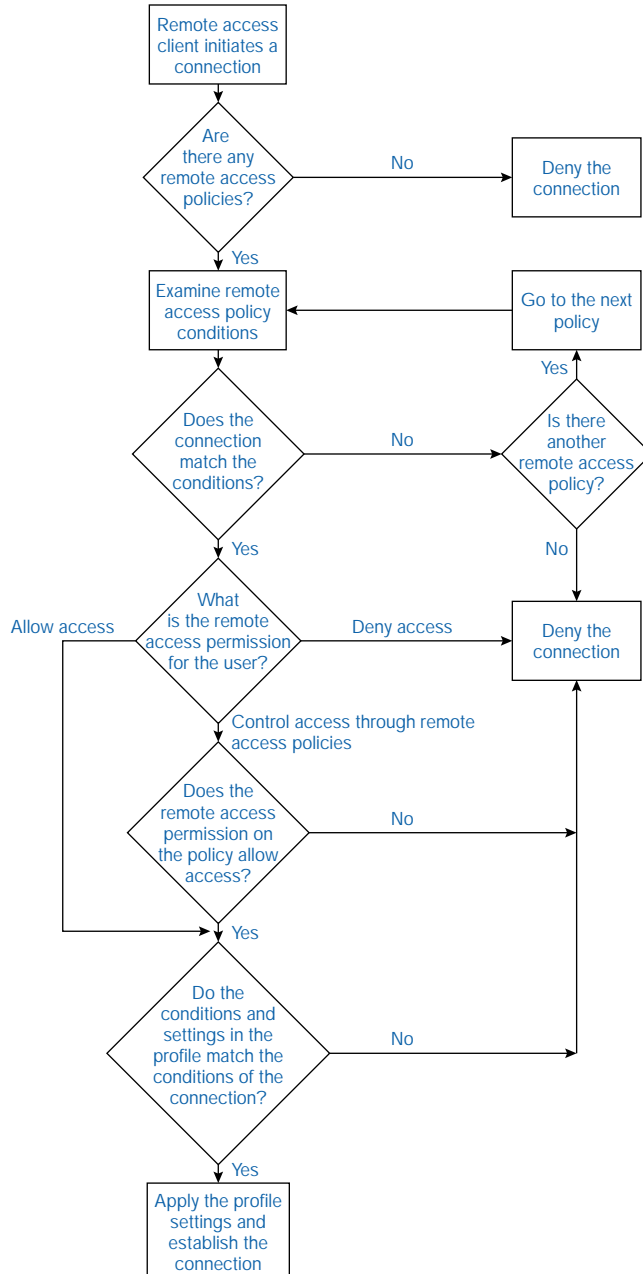 Remote access
client initiates a
connection
Are
there any
remote access
policies?
No
Deny the
connection
Yes
Examine remote
access policy
conditions
Go to the next
policy
Yes
Does the
connection
match the
conditions?
No
Is there
another
remote access
policy?
Yes
No
What
is the remote
access permission
for the user?
Allow access
Deny access
Deny the
connection
Control access through remote
access policies
Does the
remote access
permission on
the policy allow
access?
No
Yes
Do the
conditions and
settings in the
profile match the
conditions of the
connection?
No
Yes
Apply the profile
settings and
establish the
connection